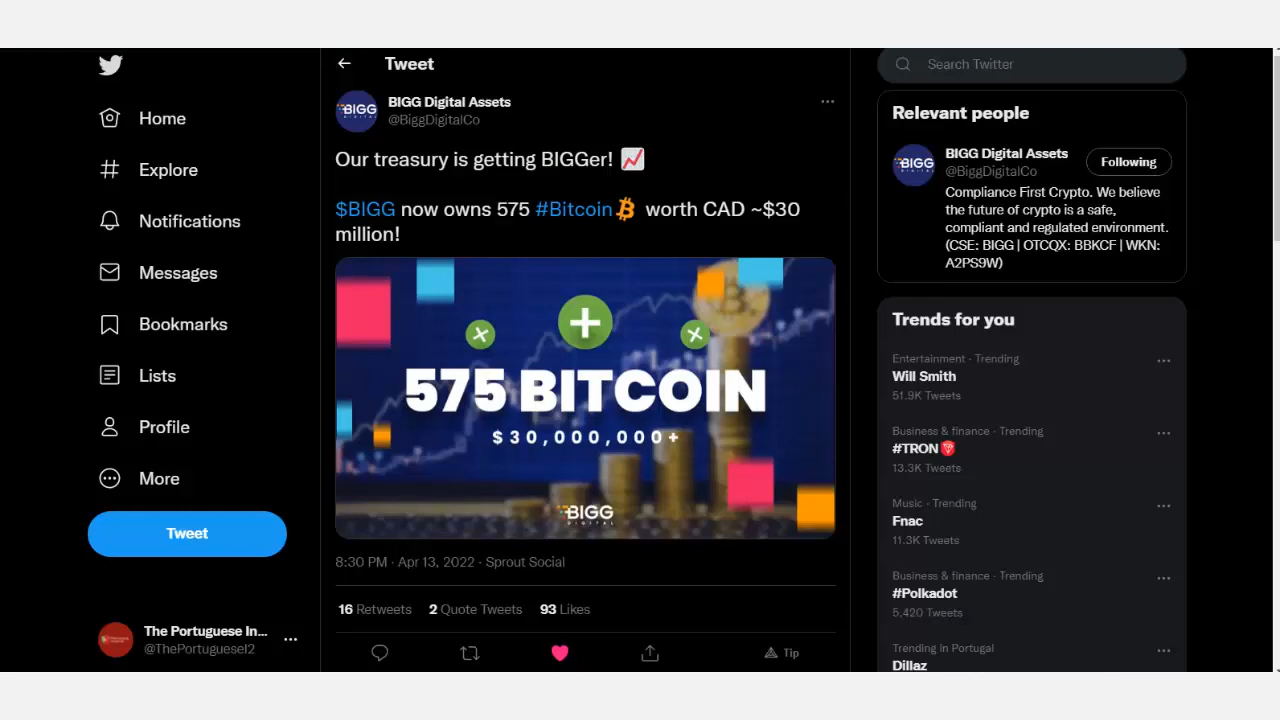 Home
Explore
Notifications
Messages
Bookmarks
Lists
Profile
More
Tweet
The Portuguese In...
@ThePortugueseI2
Tweet
BIGG Digital Assets
@BiggDigitalCo
Our treasury is getting BIGGer!
$BIGG now owns 575 #Bitcoin worth CAD ~$30
million!
575 BITCOIN
$30,000,000+
BIGG
DIGITAL
8:30 PM · Apr 13, 2022 · Sprout Social
16 Retweets 2 Quote Tweets 93 Likes
Tip
Search Twitter
Relevant people
BIGG Digital Assets
@BiggDigitalCo
Following
Compliance First Crypto. We believe
the future of crypto is a safe,
compliant and regulated environment.
(CSE: BIGG | OTCQX: BBKCF | WKN:
A2PS9W)
Trends for you
Entertainment · Trending
Will Smith
51.9K Tweets
Business & finance · Trending
#TRON
13.3K Tweets
Music · Trending
Fnac
11.3K Tweets
Business & finance · Trending
#Polkadot
5,420 Tweets
Trending in Portugal
Dillaz